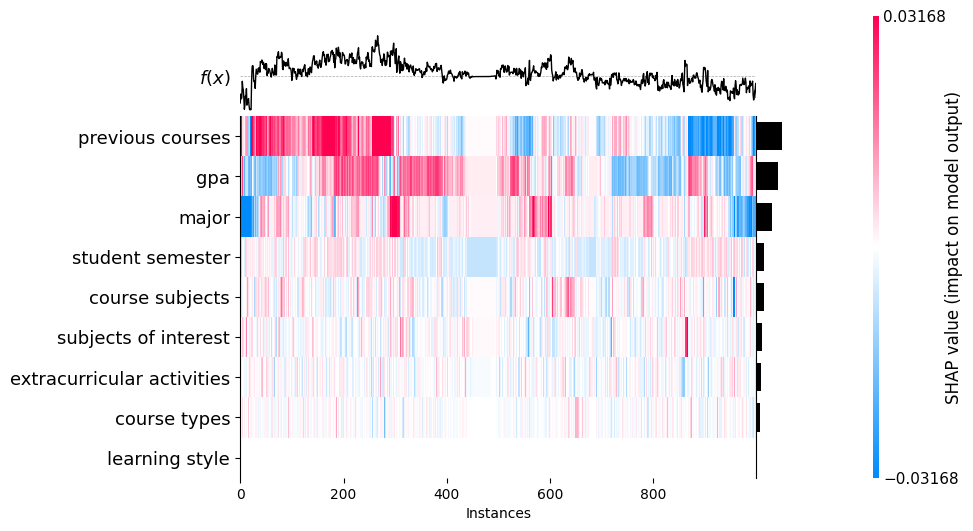 0.03168
f(x)
previous courses
gpa
major
student semester
course subjects
subjects of interest
extracurricular activities
course types
learning style
0 200 400 600 800
Instances
SHAP value (impact on model output)
−0.03168